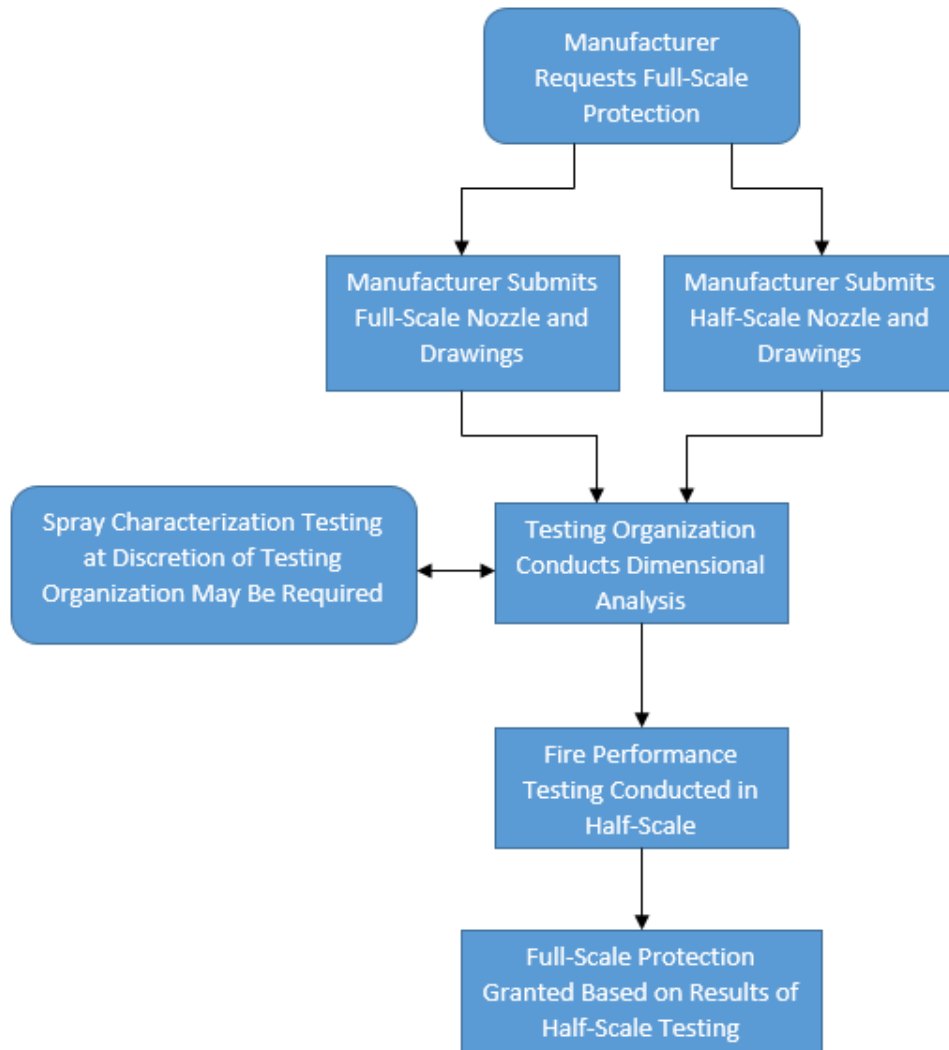 Manufacturer
Requests Full-Scale
Protection
Manufacturer Submits
Full-Scale Nozzle and
Drawings
Manufacturer Submits
Half-Scale Nozzle and
Drawings
Spray Characterization Testing
at Discretion of Testing
Organization May Be Required
Testing Organization
Conducts Dimensional
Analysis
Fire Performance
Testing Conducted in
Half-Scale
Full-Scale Protection
Granted Based on Results of
Half-Scale Testing